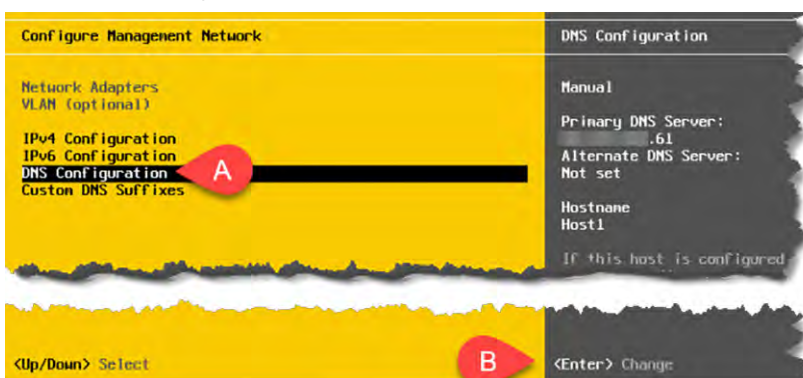 Configure Management Network
DNS Configuration
Network Adapters
VLAN (optional)
IPv4 Configuration
IPv6 Configuration
DNS Configuration
Custom DNS Suffixes
A
Manual
Primary DNS Server:
.61
Alternate DNS Server:
Not set
Hostname
Host1
If this host is configured
<Up/Down> Select
B
<Enter> Change